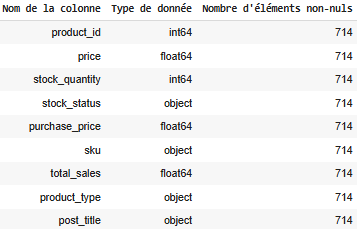 Nom de la colonne Type de donnée Nombre d'éléments non-nuls
product_id int64 714
price float64 714
stock_quantity int64 714
stock_status object 714
purchase_price float64 714
sku object 714
total_sales float64 714
product_type object 714
post_title object 714